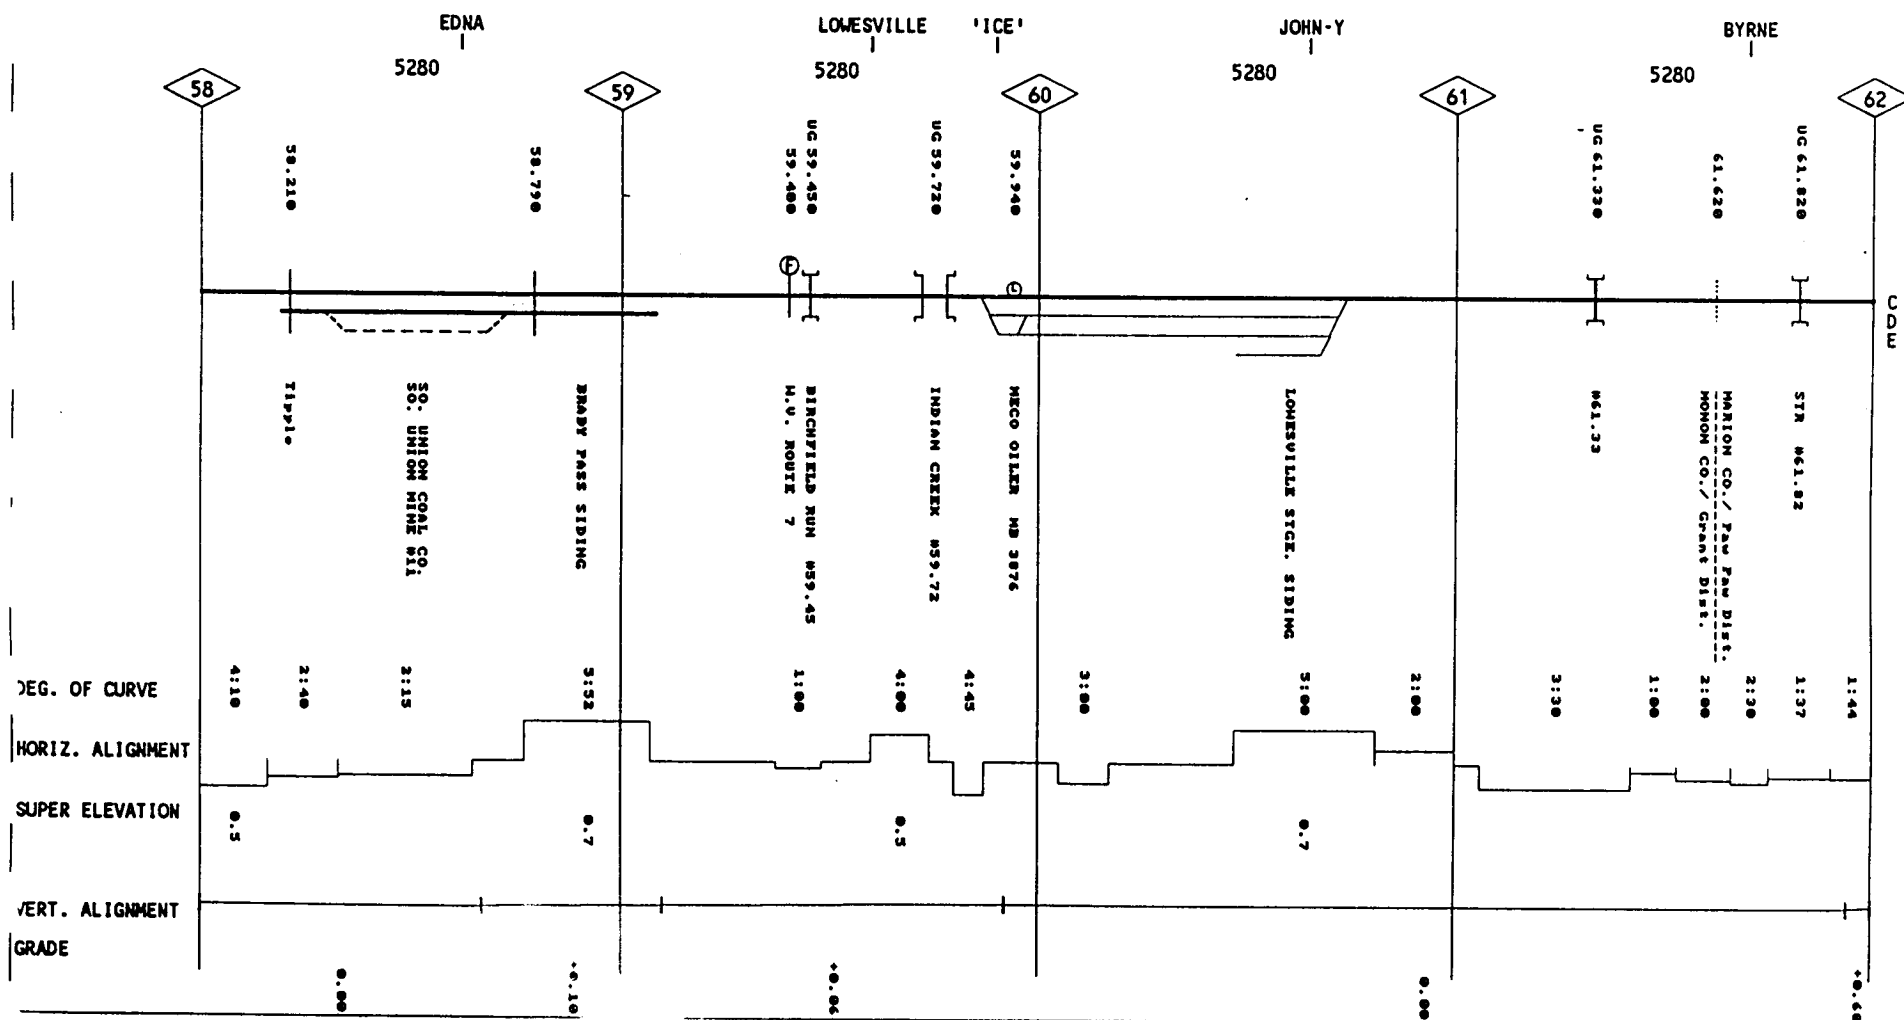 EDNA
LOWESVILLE
'ICE'
JOHN-Y
BYRNE
5280
5280
5280
5280
58
59
60
61
62
58.210
58.790
59.400
UG 59.450
UG 59.720
59.940
UG 61.330
61.620
UG 61.820
F
C
D
E
Tipple
SO. UNION COAL CO.
SO. UNION MINE #11
BRADY PASS SIDING
W.V. ROUTE 7
BIRCHFIELD RUN #59.45
INDIAN CREEK #59.72
MECO OILER MB 3876
LOWESVILLE STGE. SIDING
#61.33
MARION CO./ Paw Paw Dist.
MONON CO./ Grant Dist.
STR #61.82
DEG. OF CURVE
4:10
2:40
2:15
5:52
1:00
4:00
4:45
3:00
5:00
2:00
3:30
1:00
2:00
2:30
1:37
1:44
HORIZ. ALIGNMENT
SUPER ELEVATION
0.5
0.7
0.5
0.7
VERT. ALIGNMENT
GRADE
0.00
+0.10
+0.06
0.00